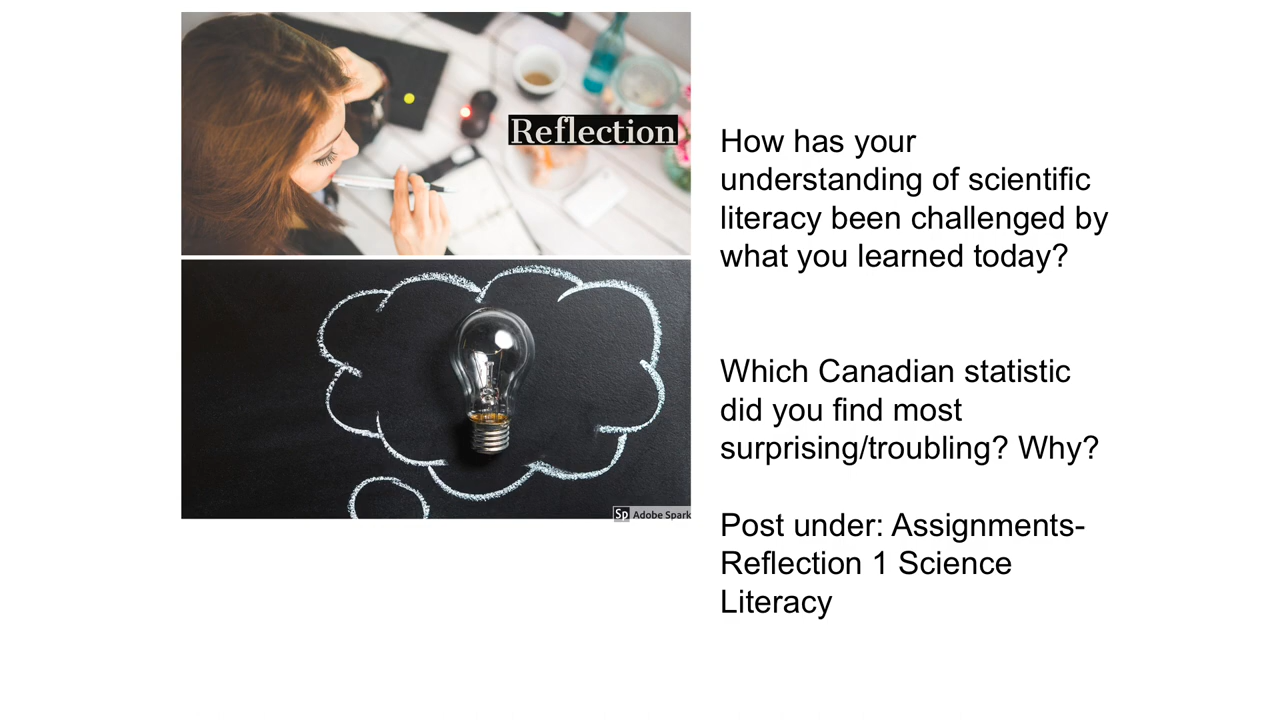 Reflection
How has your
understanding of scientific
literacy been challenged by
what you learned today?
Which Canadian statistic
did you find most
surprising/troubling? Why?
Post under: Assignments-
Reflection 1 Science
Literacy
Sp Adobe Spark